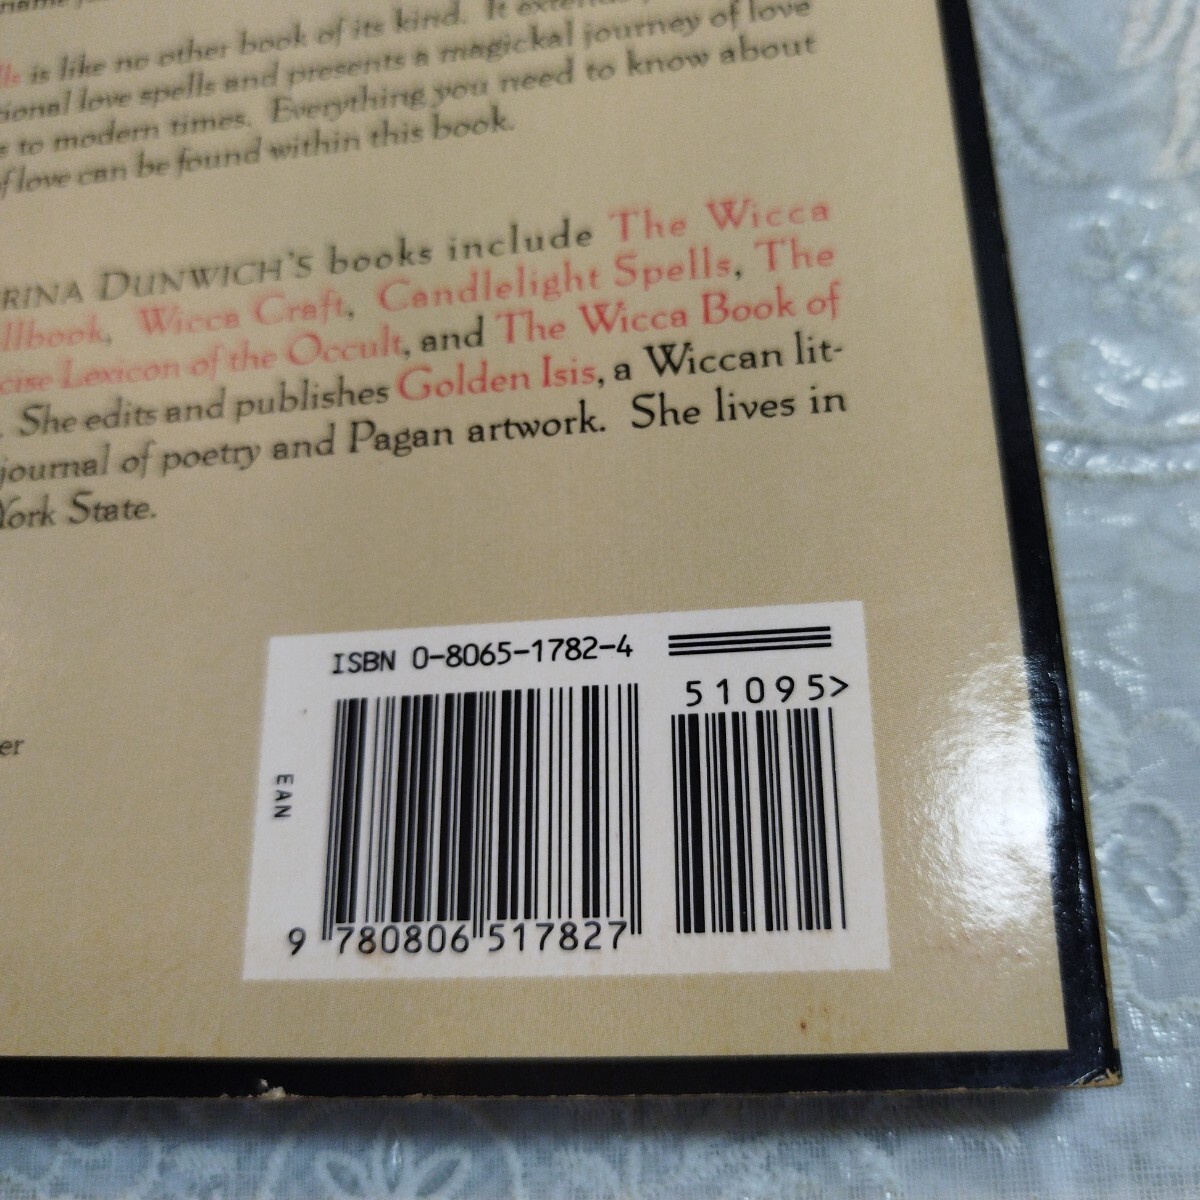 is like no other book of its kind. It
love spells and presents a magickal journey of love
to modern times. Everything you need to know about
of love can be found within this book.
RINA DUNWICH'S books include The Wicca
llbook, Wicca Craft, Candlelight Spells, The
cise Lexicon of the Occult, and The Wicca Book of
. She edits and publishes Golden Isis, a Wiccan lit-
journal of poetry and Pagan artwork. She lives in
York State.
er
ISBN 0-8065-1782-4
51095>
EAN
9 780806 517827